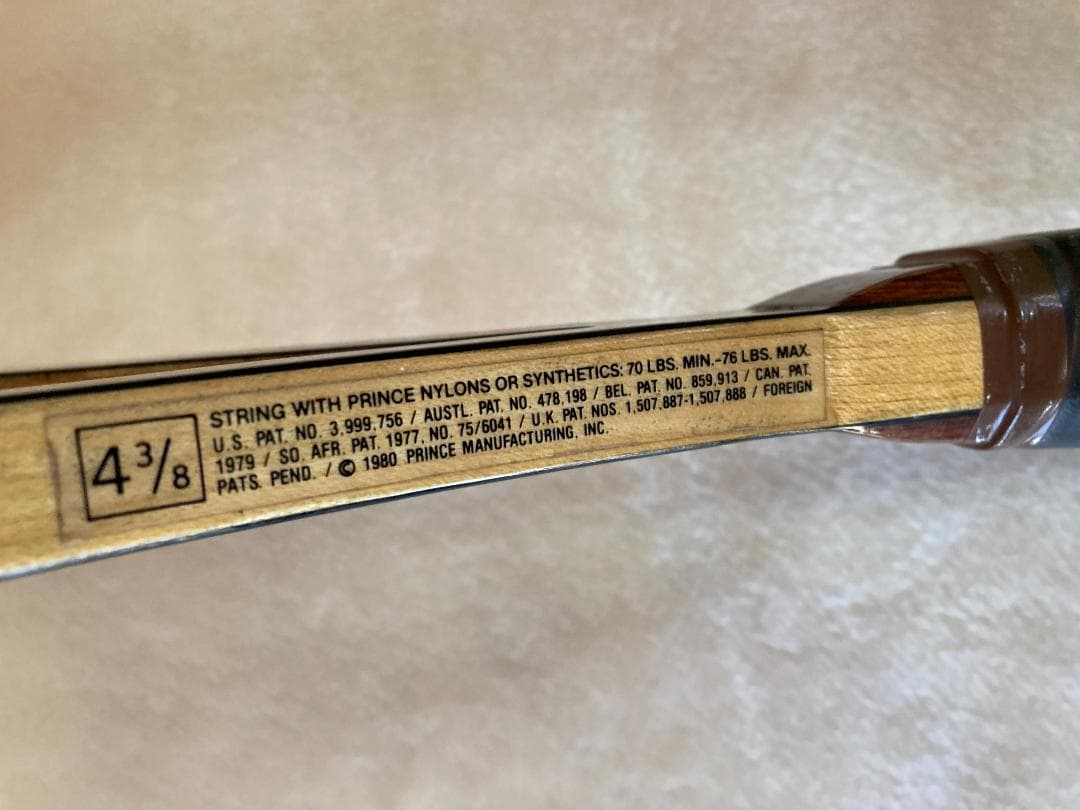 4 3/8
STRING WITH PRINCE NYLONS OR SYNTHETICS: 70 LBS. MIN.-76 LBS. MAX.
U.S. PAT. NO. 3,999,756 / AUSTL. PAT. NO. 478,198 / BEL. PAT. NO. 859,913 / CAN. PAT.
1979 / SO. AFR. PAT. 1977, NO. 75/6041 / U.K. PAT. NOS. 1,507,887-1,507,888 / FOREIGN
PATS. PEND. / © 1980 PRINCE MANUFACTURING, INC.